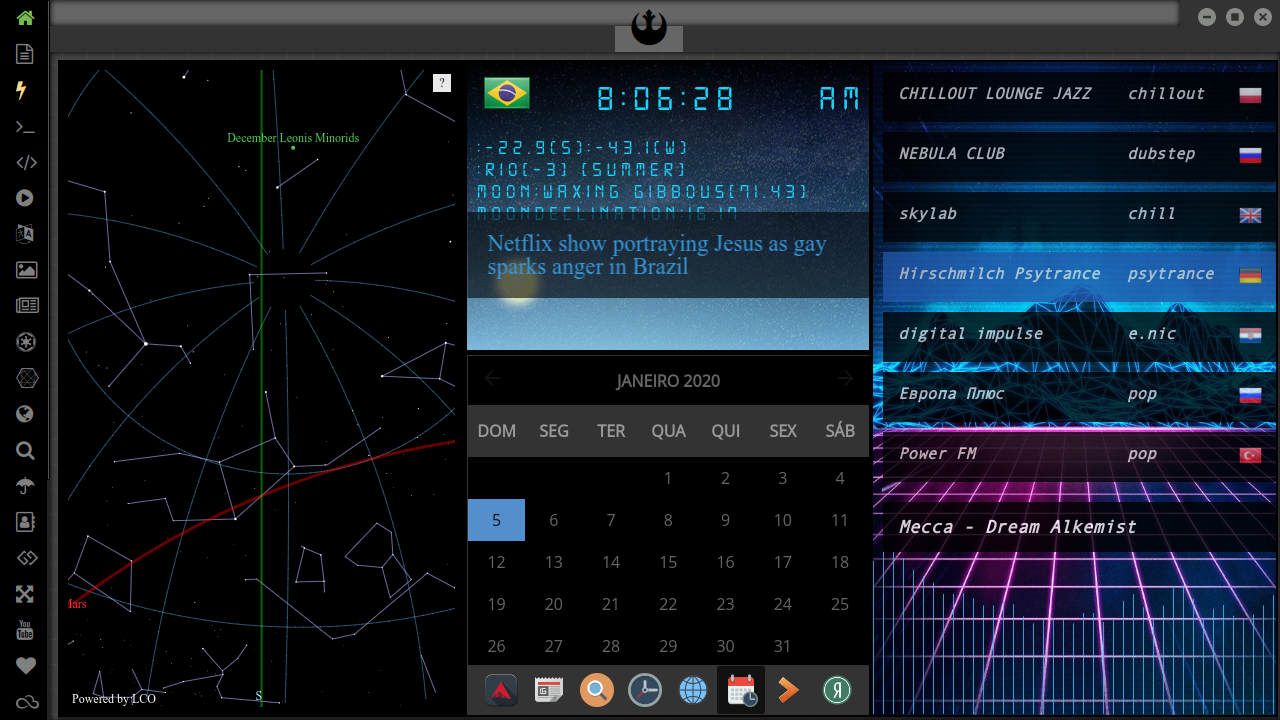 ?
December Leonis Minorids
Mars
S
Powered by LCO
8:06:28 AM
:-22.9(S):-43.1(W)
:RIO(-3) (SUMMER)
MOON:WAXING GIBBOUS(71.43)
MOONDECLINATION:16.17
Netflix show portraying Jesus as gay
sparks anger in Brazil
JANEIRO 2020
DOM SEG TER QUA QUI SEX SÁB
1 2 3 4
5 6 7 8 9 10 11
12 13 14 15 16 17 18
19 20 21 22 23 24 25
26 27 28 29 30 31
Я
CHILLOUT LOUNGE JAZZ chillout
NEBULA CLUB dubstep
skylab chill
Hirschmilch Psytrance psytrance
digital impulse e.nic
Европа Плюс pop
Power FM pop
Mecca - Dream Alkemist
You
Tube